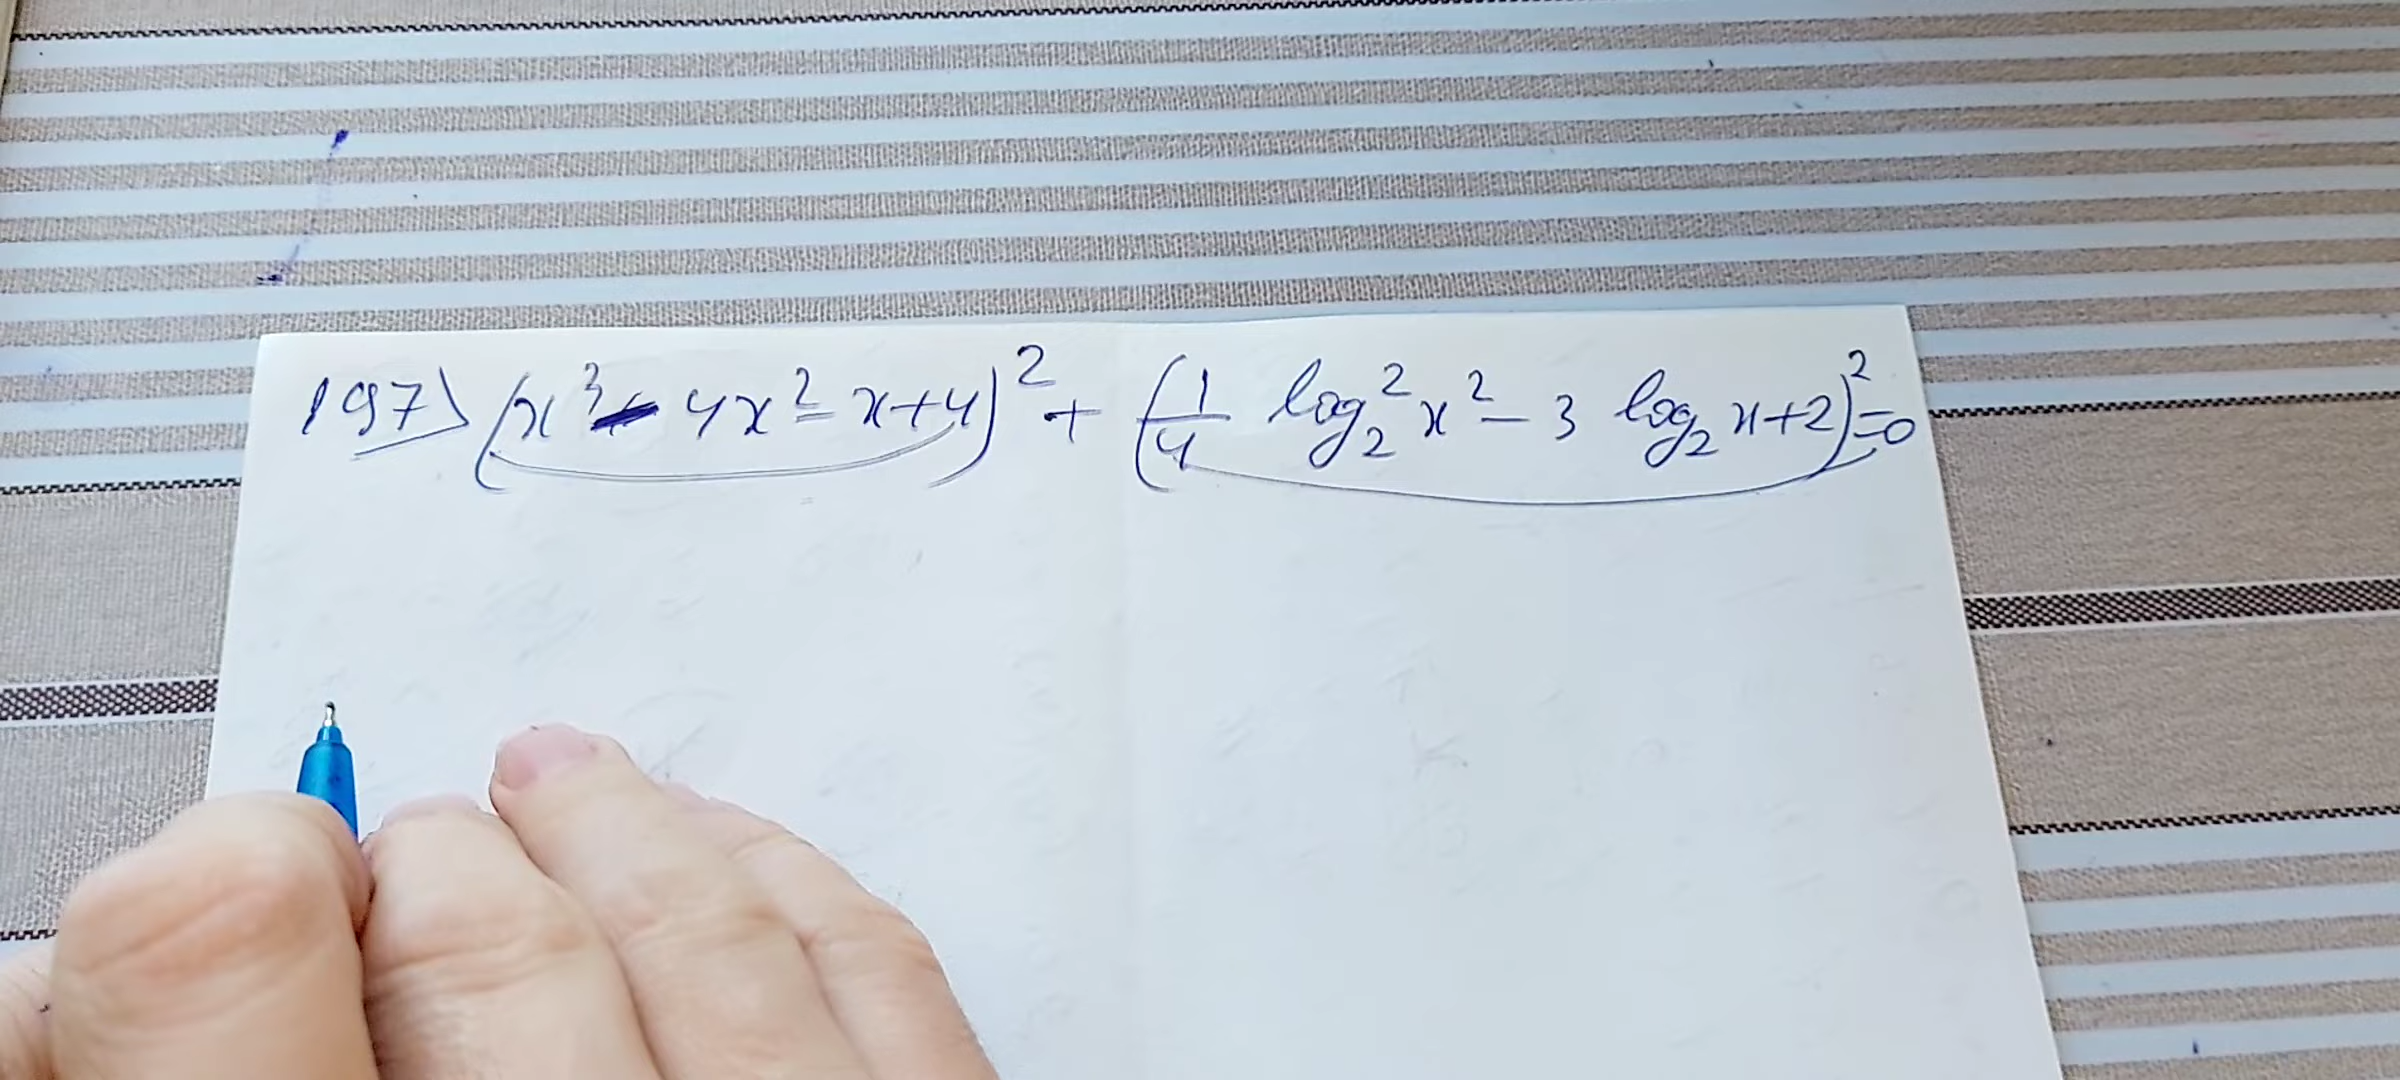 197) (x³ - 4x² - x + 4)² + (1/4 log₂² x² - 3 log₂ x + 2)² = 0